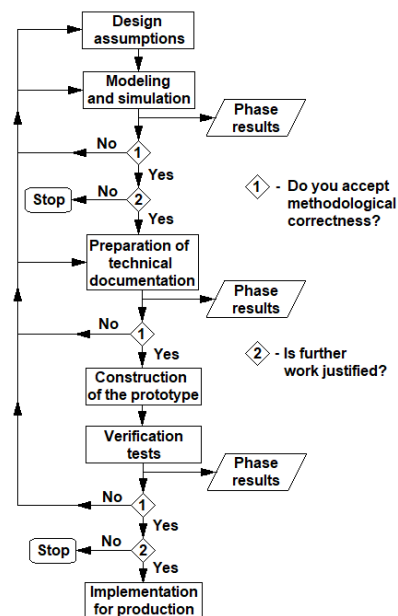 Design
assumptions
Modeling
and simulation
Phase
results
No
1
Yes
No
Stop
2
Yes
1 - Do you accept
methodological
correctness?
Preparation of
technical
documentation
Phase
results
No
1
Yes
2 - Is further
work justified?
Construction
of the prototype
Verification
tests
Phase
results
No
1
Yes
No
Stop
2
Yes
Implementation
for production